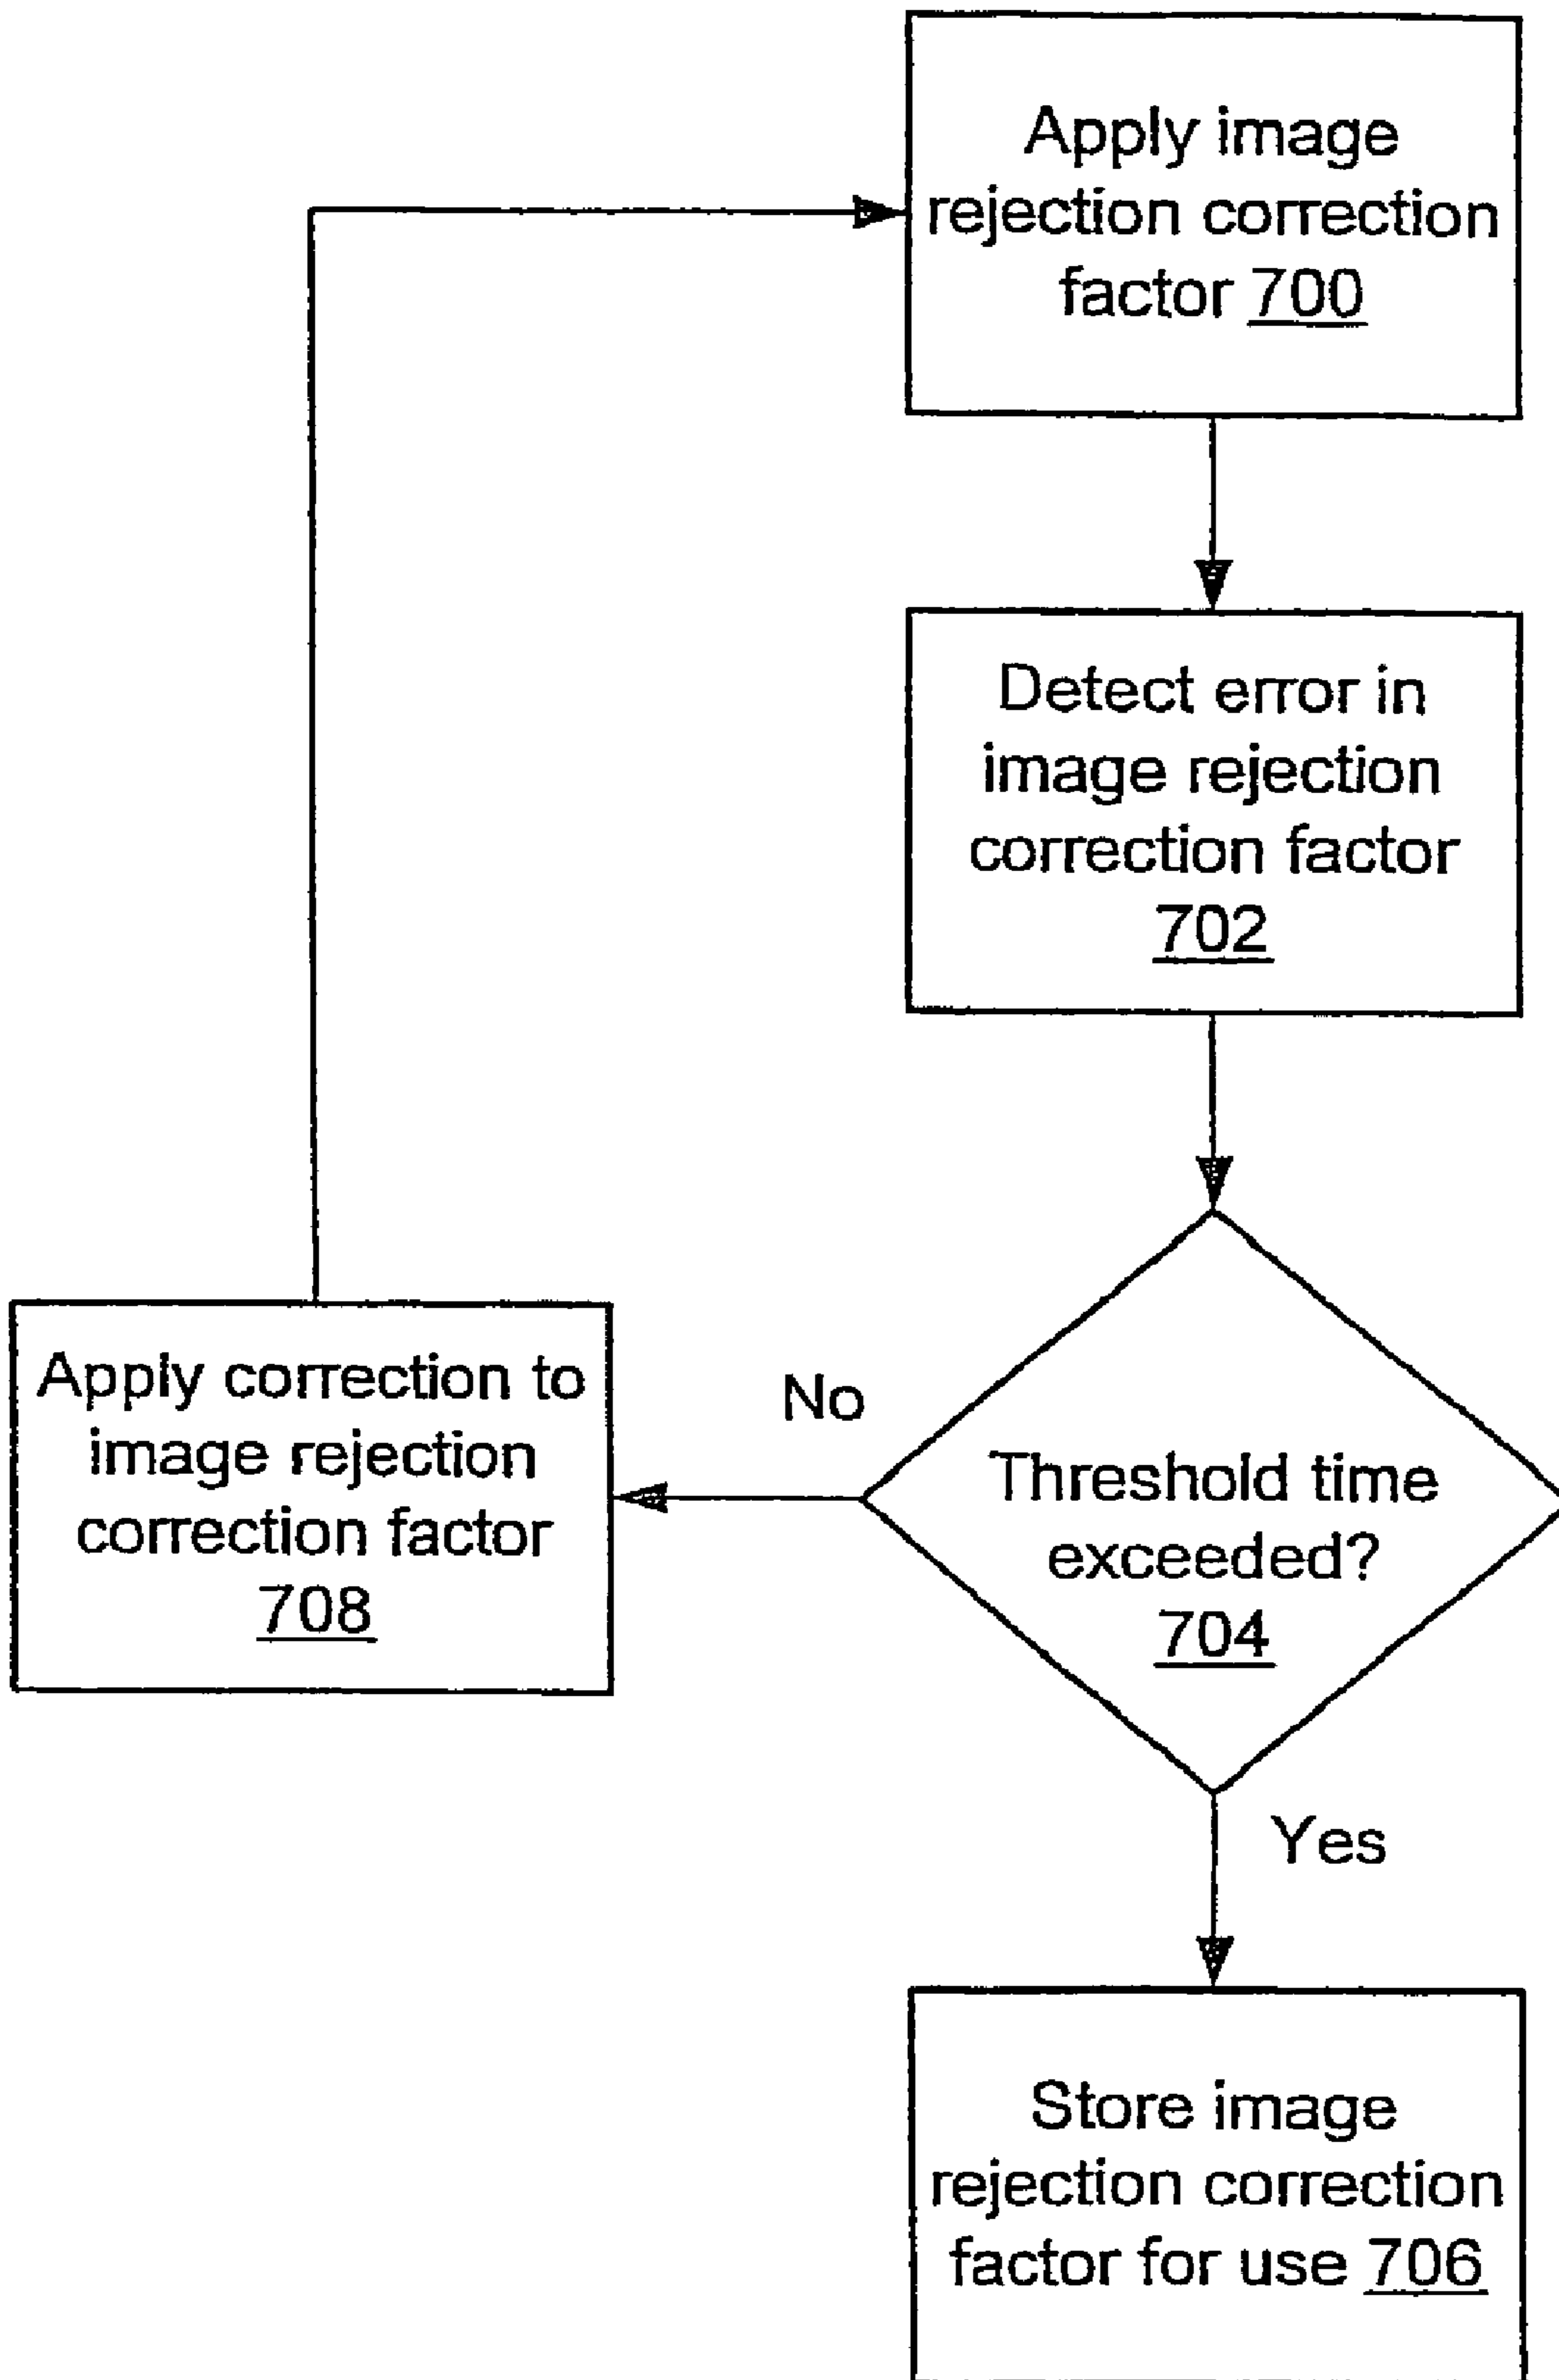 Apply image
rejection correction
factor 700
Detect error in
image rejection
correction factor
702
Threshold time
exceeded?
704
No
Apply correction to
image rejection
correction factor
708
Yes
Store image
rejection correction
factor for use 706